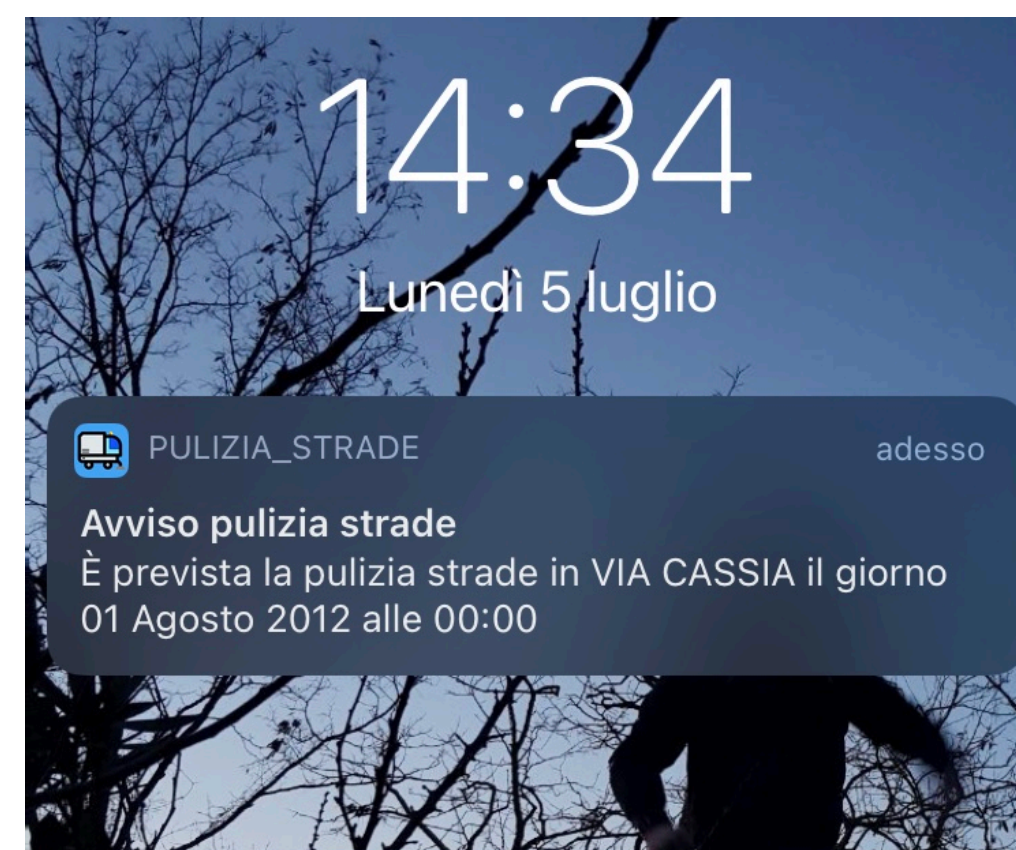 14:34
Lunedì 5 luglio
PULIZIA_STRADE adesso
Avviso pulizia strade
È prevista la pulizia strade in VIA CASSIA il giorno
01 Agosto 2012 alle 00:00